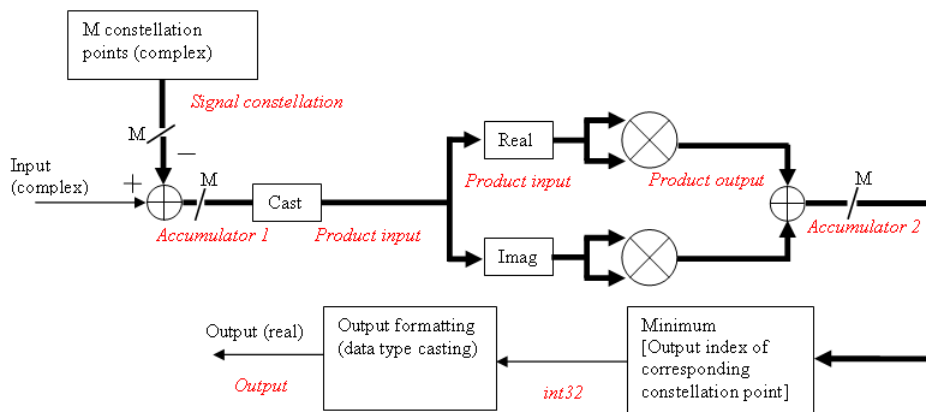 M constellation
points (complex)
Signal constellation
M
−
Input
(complex)
+
M
Accumulator 1
Cast
Product input
Real
Product input
Product output
Imag
M
Accumulator 2
Output (real)
Output
Output formatting
(data type casting)
int32
Minimum
[Output index of
corresponding
constellation point]